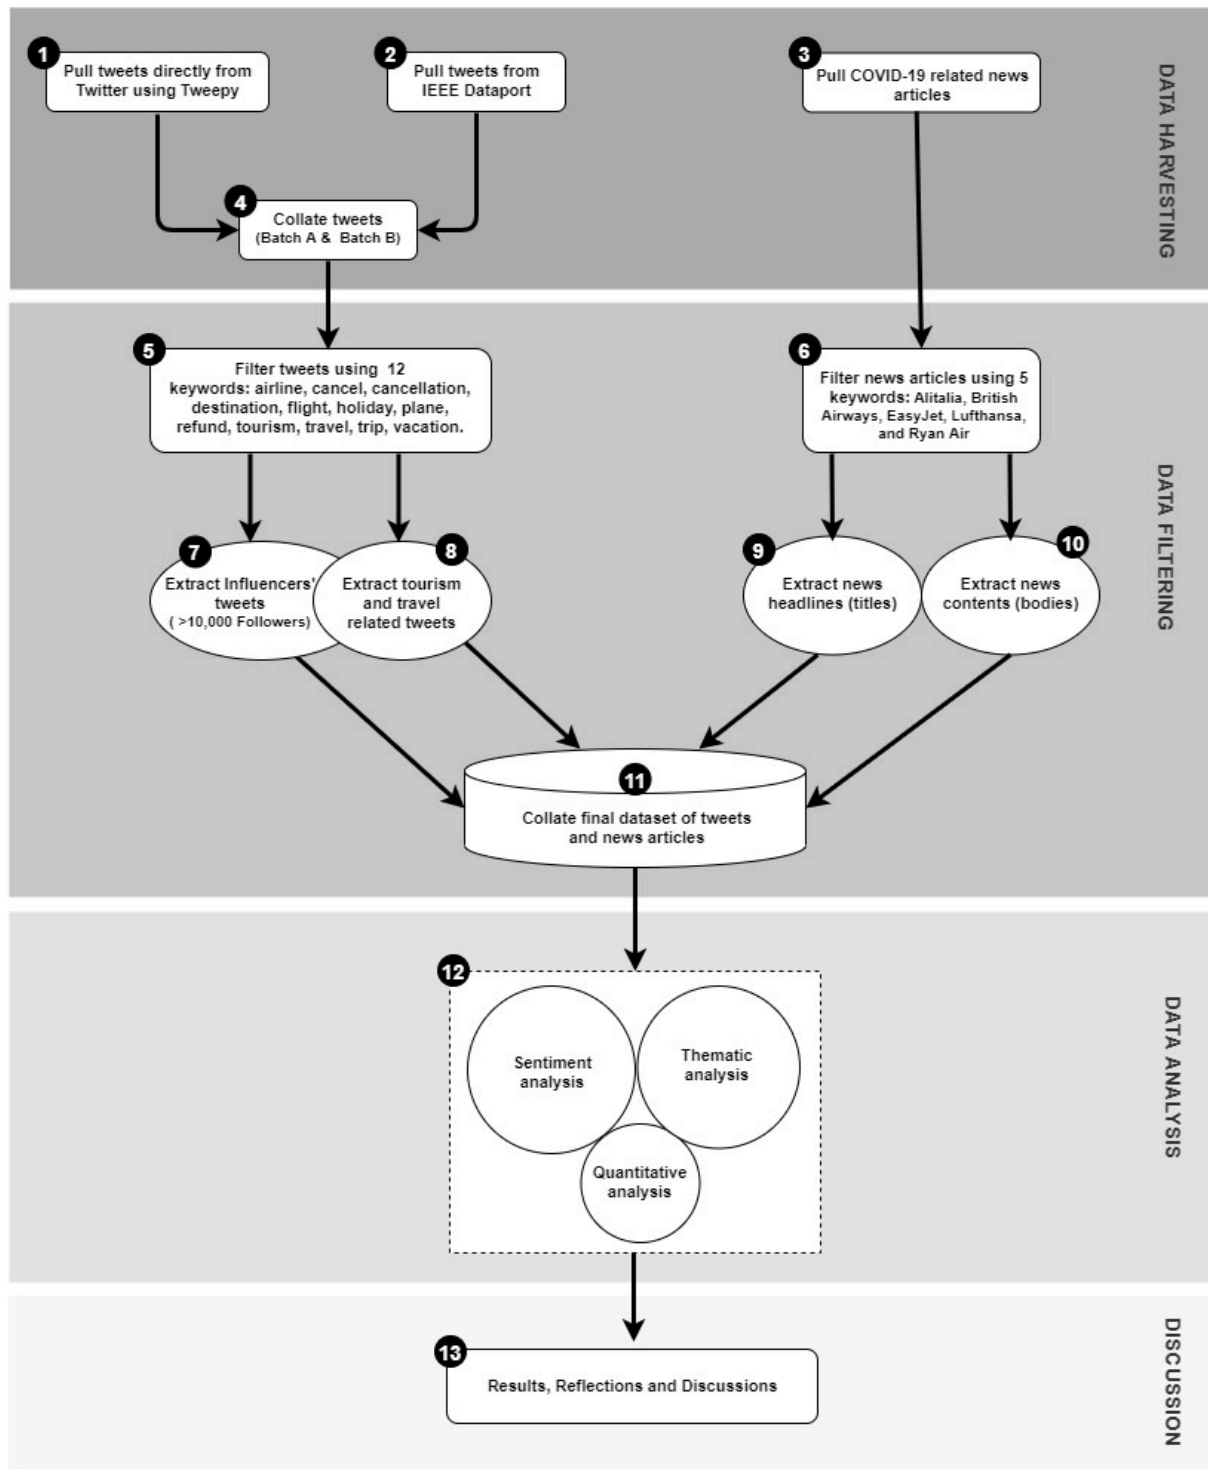 1
Pull tweets directly from
Twitter using Tweepy
2
Pull tweets from
IEEE Dataport
3
Pull COVID-19 related news
articles
DATA HARVESTING
4
Collate tweets
(Batch A & Batch B)
5
Filter tweets using 12
keywords: airline, cancel, cancellation,
destination, flight, holiday, plane,
refund, tourism, travel, trip, vacation.
6
Filter news articles using 5
keywords: Alitalia, British
Airways, EasyJet, Lufthansa,
and Ryan Air
DATA FILTERING
7
Extract Influencers'
tweets
( >10,000 Followers)
8
Extract tourism
and travel
related tweets
9
Extract news
headlines (titles)
10
Extract news
contents (bodies)
11
Collate final dataset of tweets
and news articles
12
Sentiment
analysis
Thematic
analysis
Quantitative
analysis
DATA ANALYSIS
13
Results, Reflections and Discussions
DISCUSSION